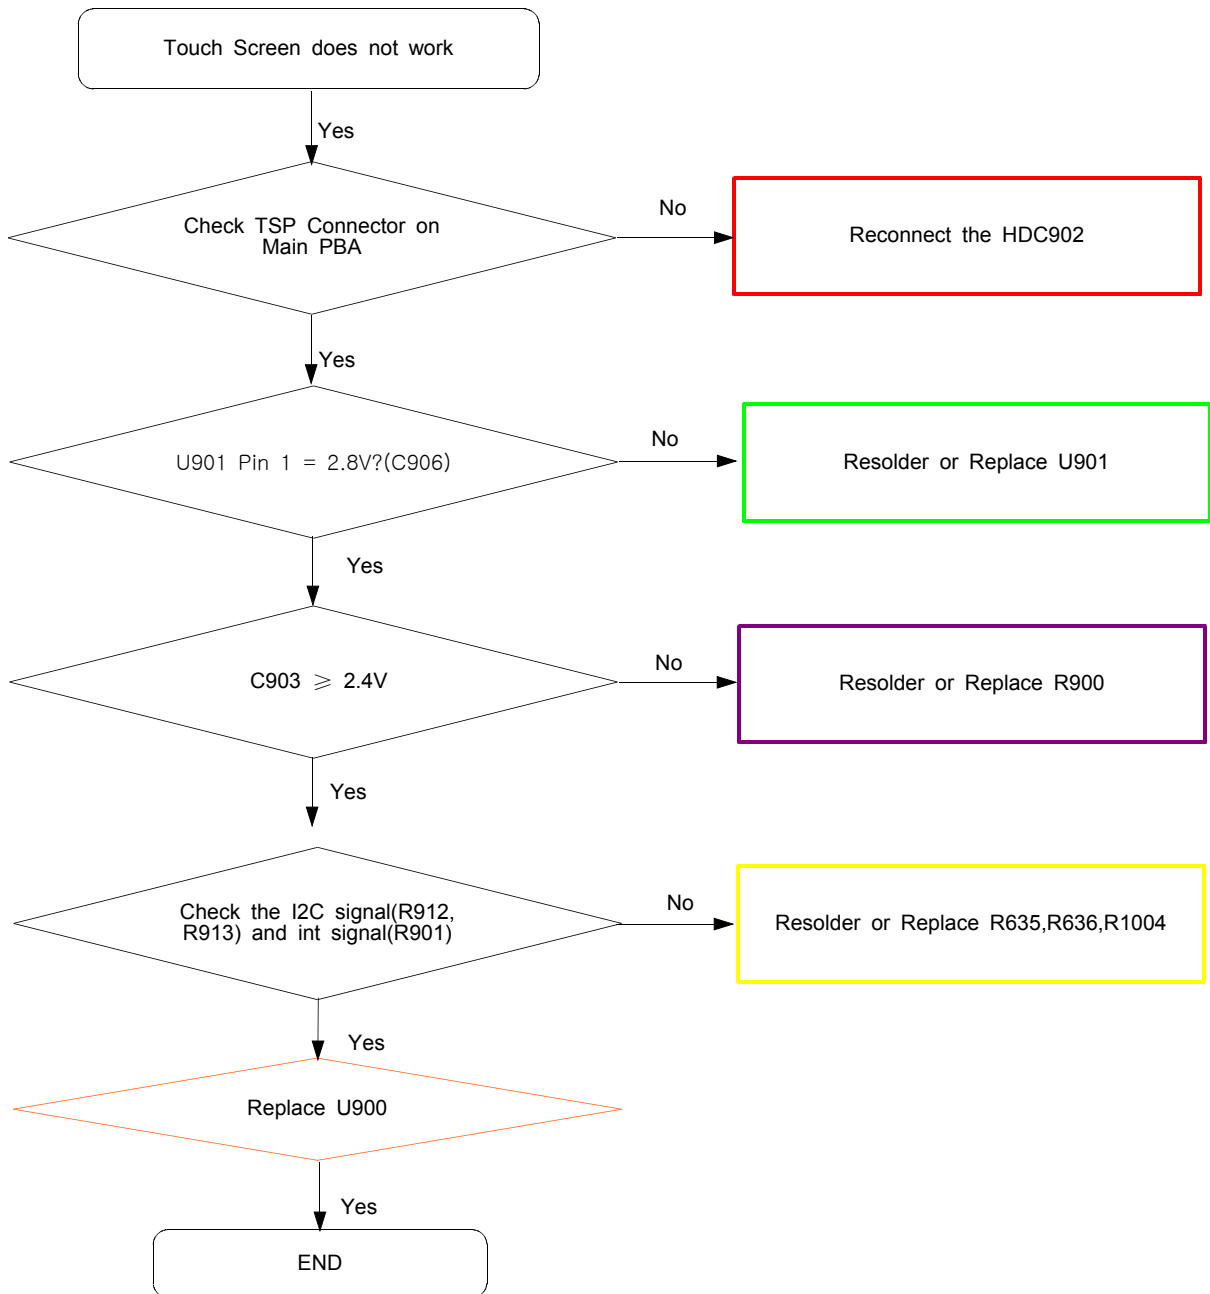 Touch Screen does not work
Yes
Check TSP Connector on
Main PBA
No
Reconnect the HDC902
Yes
U901 Pin 1 = 2.8V?(C906)
No
Resolder or Replace U901
Yes
C903 ≥ 2.4V
No
Resolder or Replace R900
Yes
Check the I2C signal(R912,
R913) and int signal(R901)
No
Resolder or Replace R635,R636,R1004
Yes
Replace U900
Yes
END